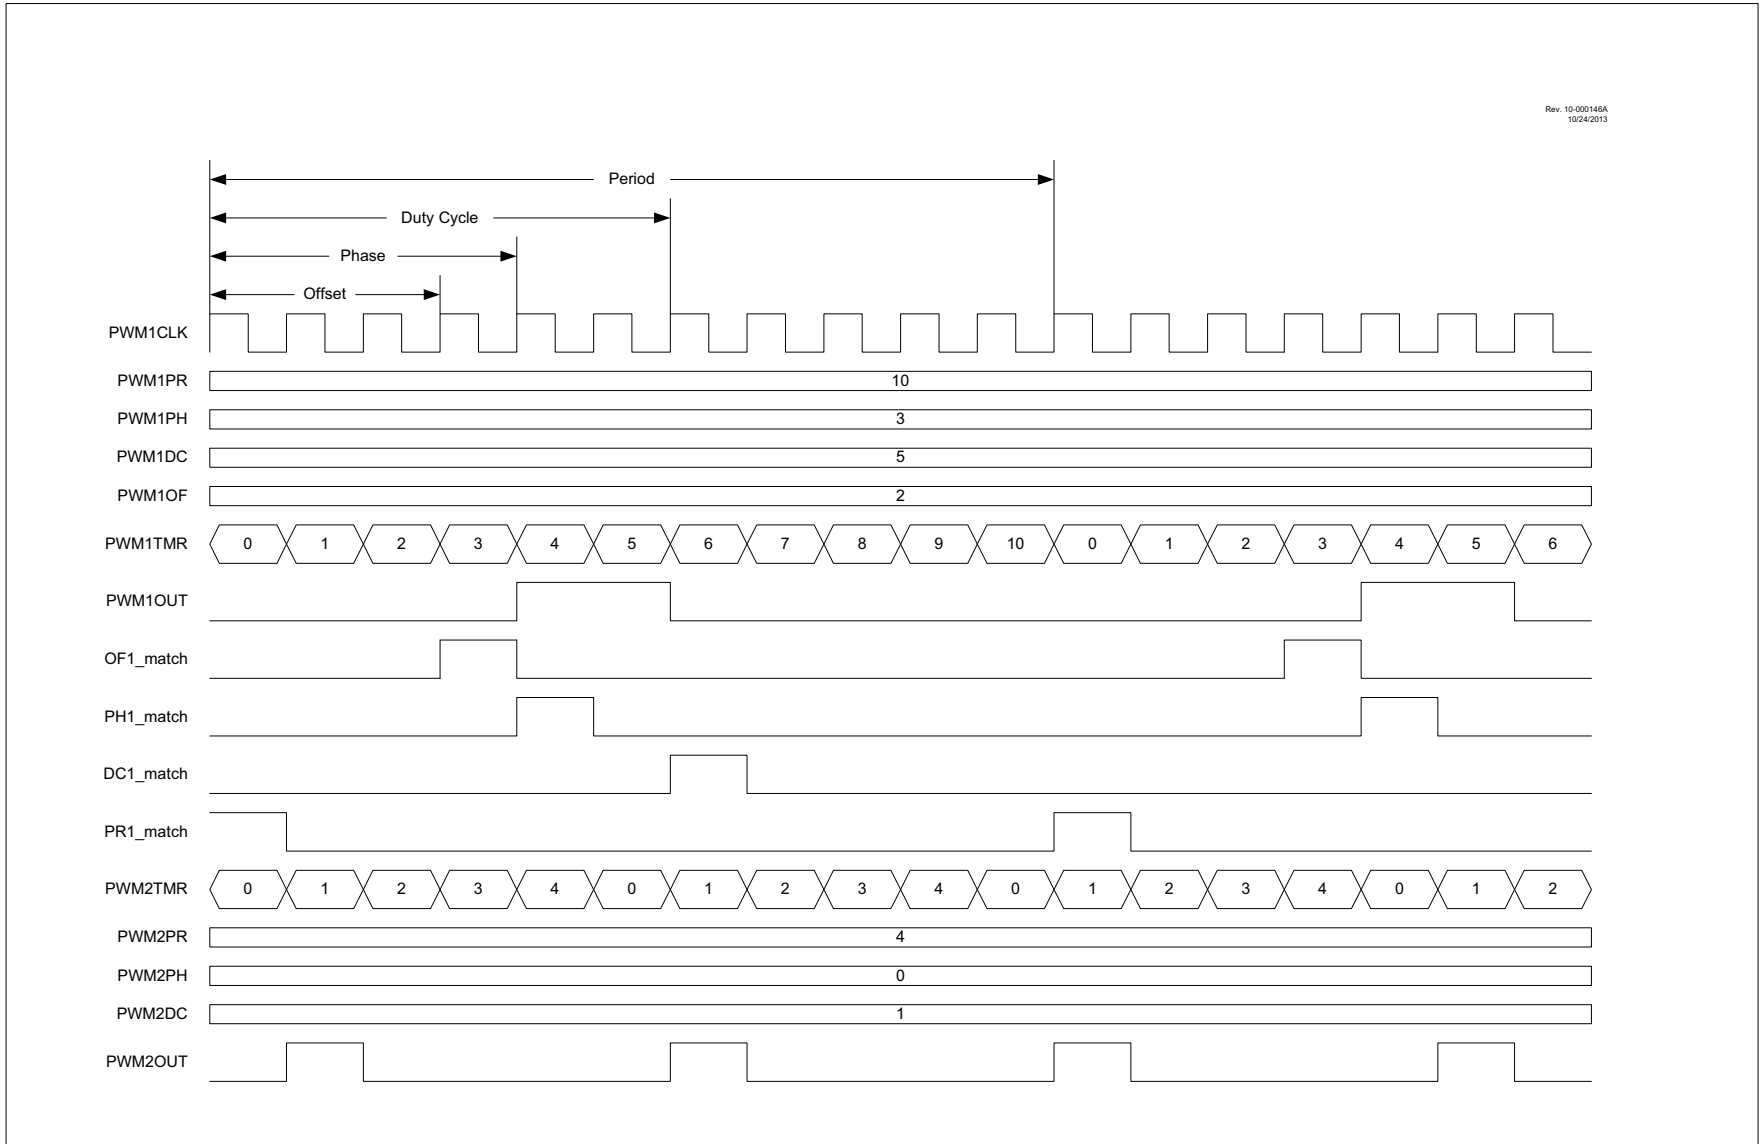 Rev. 10-000146A
10/24/2013
Period
Duty Cycle
Phase
Offset
PWM1CLK
PWM1PR 10
PWM1PH 3
PWM1DC 5
PWM1OF 2
PWM1TMR 0 1 2 3 4 5 6 7 8 9 10 0 1 2 3 4 5 6
PWM1OUT
OF1_match
PH1_match
DC1_match
PR1_match
PWM2TMR 0 1 2 3 4 0 1 2 3 4 0 1 2 3 4 0 1 2
PWM2PR 4
PWM2PH 0
PWM2DC 1
PWM2OUT